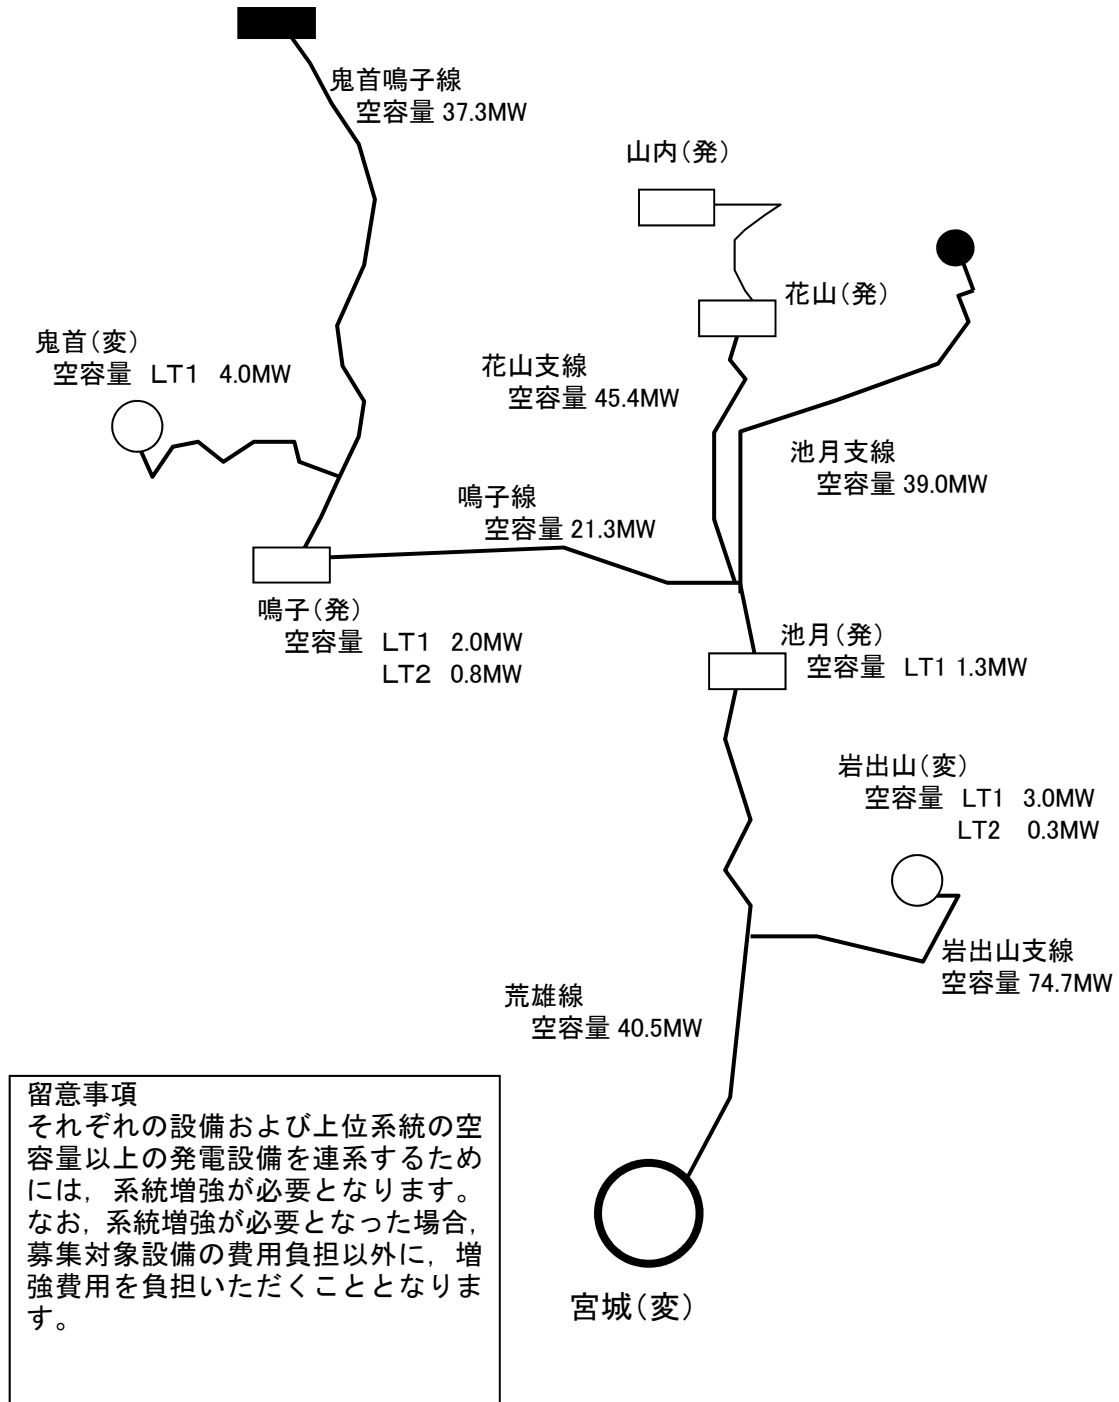 鬼首鳴子線
空容量 37.3MW
山内(発)
花山(発)
鬼首(変)
空容量 LT1 4.0MW
花山支線
空容量 45.4MW
池月支線
空容量 39.0MW
鳴子線
空容量 21.3MW
鳴子(発)
空容量 LT1 2.0MW
LT2 0.8MW
池月(発)
空容量 LT1 1.3MW
岩出山(変)
空容量 LT1 3.0MW
LT2 0.3MW
岩出山支線
空容量 74.7MW
荒雄線
空容量 40.5MW
宮城(変)
留意事項
それぞれの設備および上位系統の空
容量以上の発電設備を連系するため
には，系統増強が必要となります。
なお，系統増強が必要となった場合，
募集対象設備の費用負担以外に，増
強費用を負担いただくこととなりま
す。